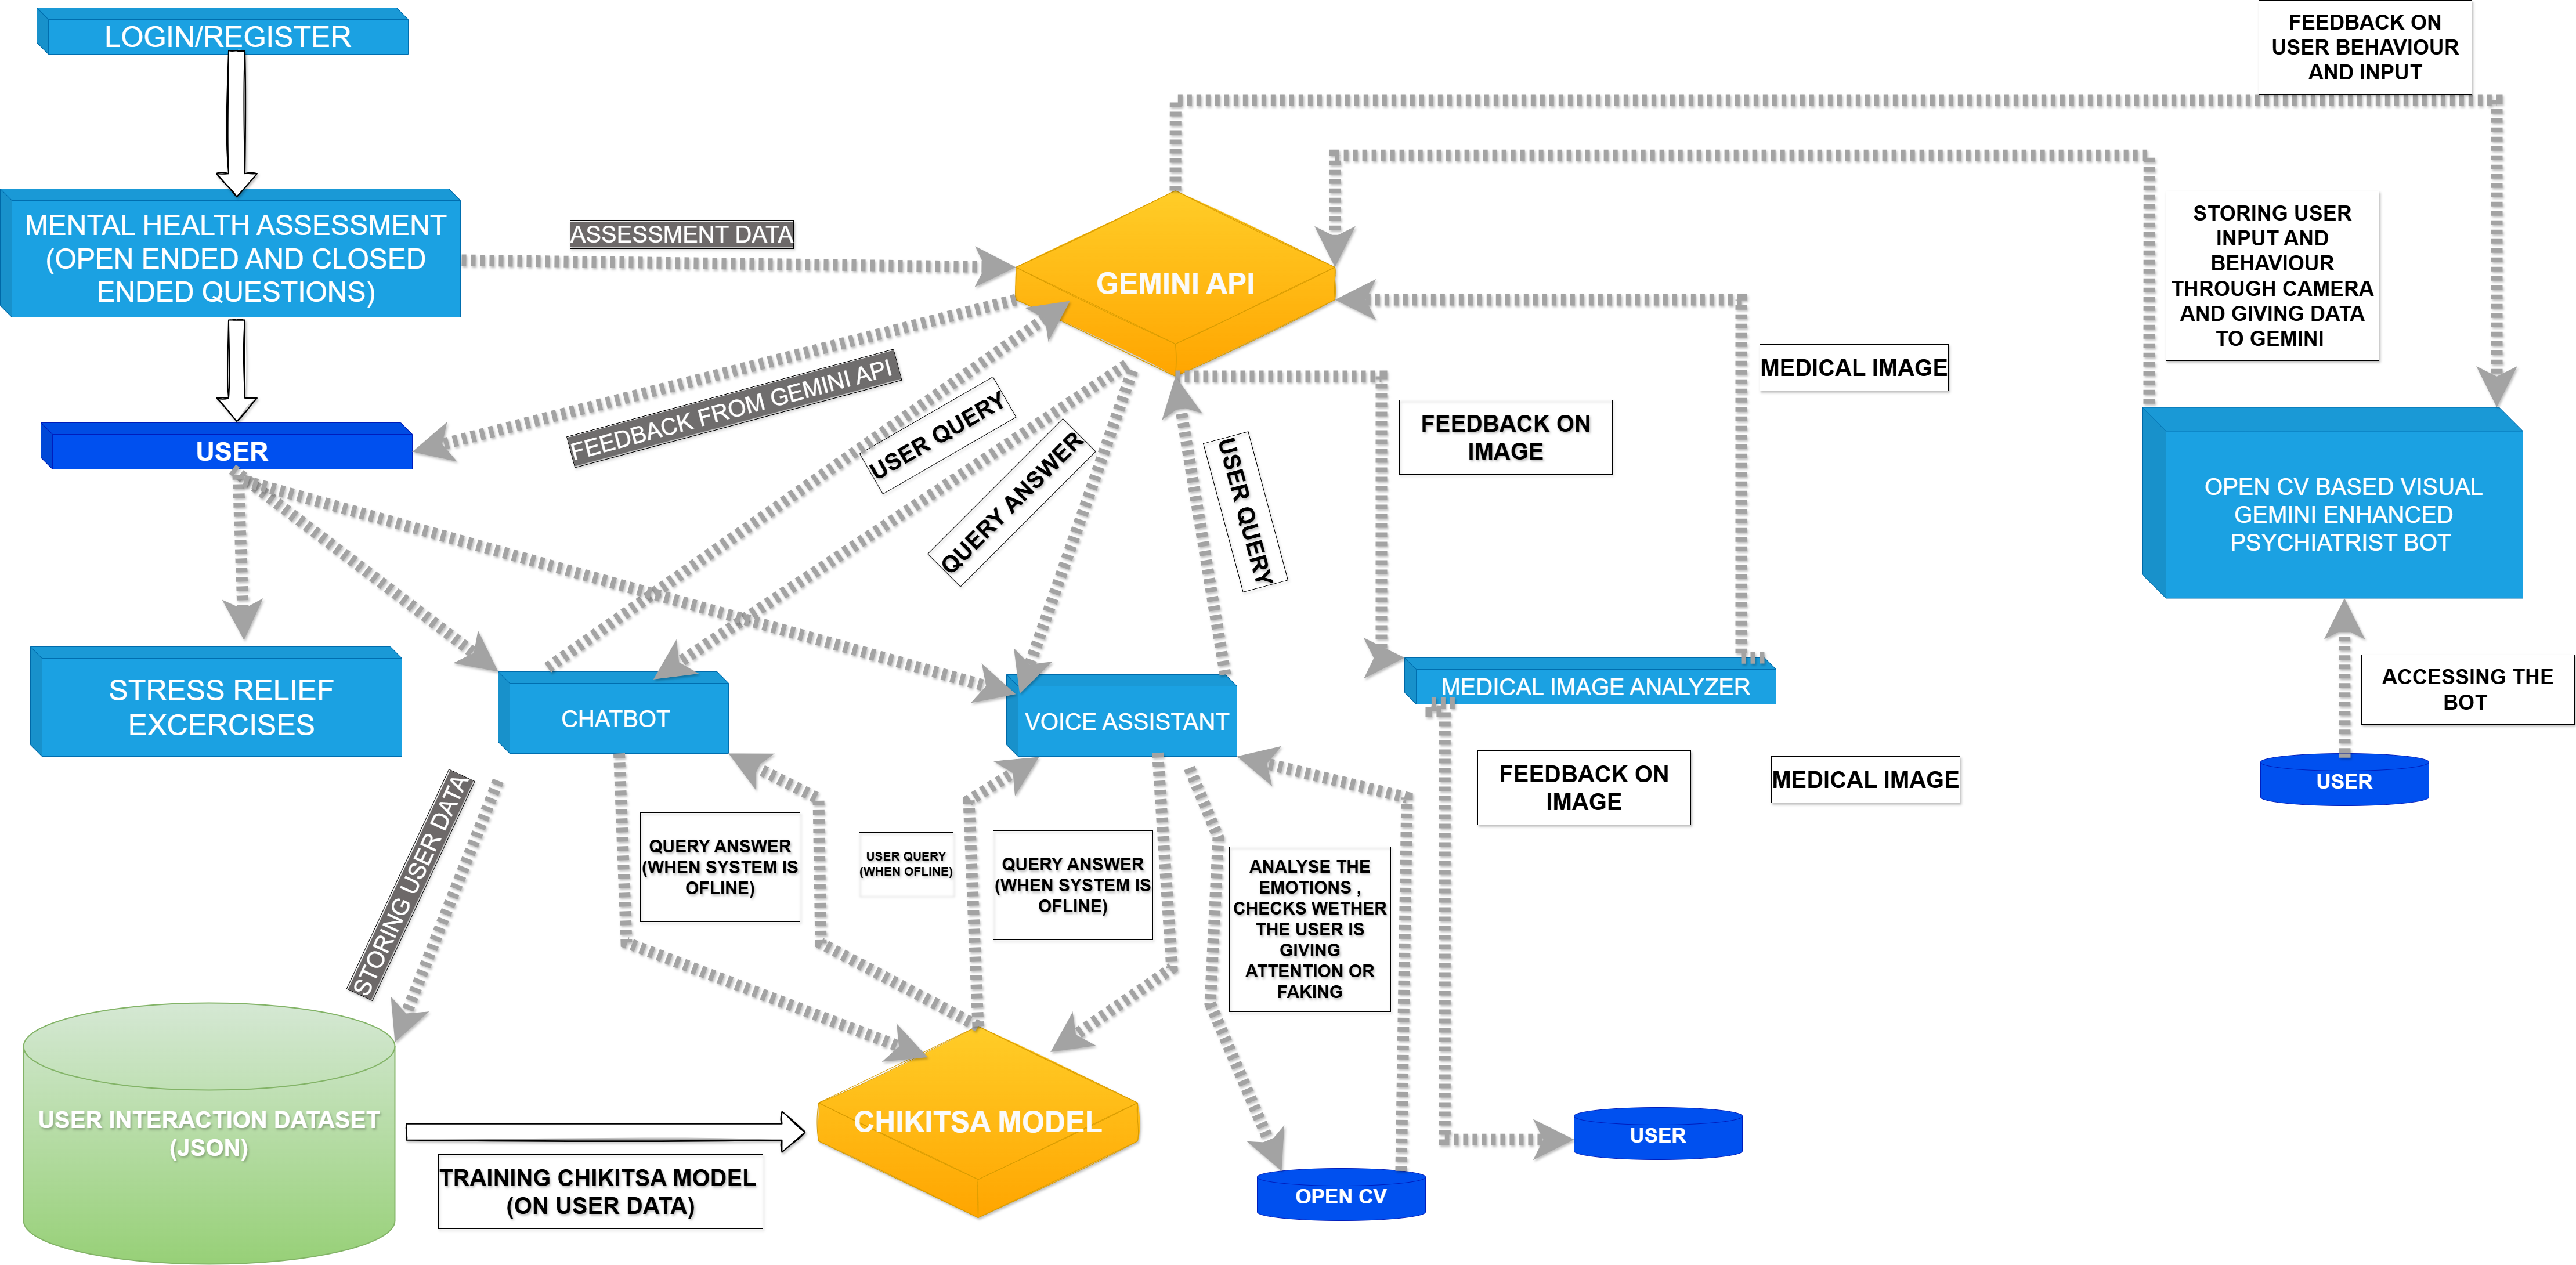 LOGIN/REGISTER
FEEDBACK ON
USER BEHAVIOUR
AND INPUT
MENTAL HEALTH ASSESSMENT
(OPEN ENDED AND CLOSED
ENDED QUESTIONS)
ASSESSMENT DATA
GEMINI API
STORING USER
INPUT AND
BEHAVIOUR
THROUGH CAMERA
AND GIVING DATA
TO GEMINI
MEDICAL IMAGE
FEEDBACK FROM GEMINI API
USER QUERY
QUERY ANSWER
USER QUERY
FEEDBACK ON
IMAGE
USER
OPEN CV BASED VISUAL
GEMINI ENHANCED
PSYCHIATRIST BOT
STRESS RELIEF
EXCERCISES
CHATBOT
VOICE ASSISTANT
MEDICAL IMAGE ANALYZER
ACCESSING THE
BOT
USER
FEEDBACK ON
IMAGE
MEDICAL IMAGE
STORING USER DATA
QUERY ANSWER
(WHEN SYSTEM IS
OFLINE)
USER QUERY
(WHEN OFLINE)
QUERY ANSWER
(WHEN SYSTEM IS
OFLINE)
ANALYSE THE
EMOTIONS ,
CHECKS WETHER
THE USER IS
GIVING
ATTENTION OR
FAKING
USER INTERACTION DATASET
(JSON)
CHIKITSA MODEL
USER
TRAINING CHIKITSA MODEL
(ON USER DATA)
OPEN CV